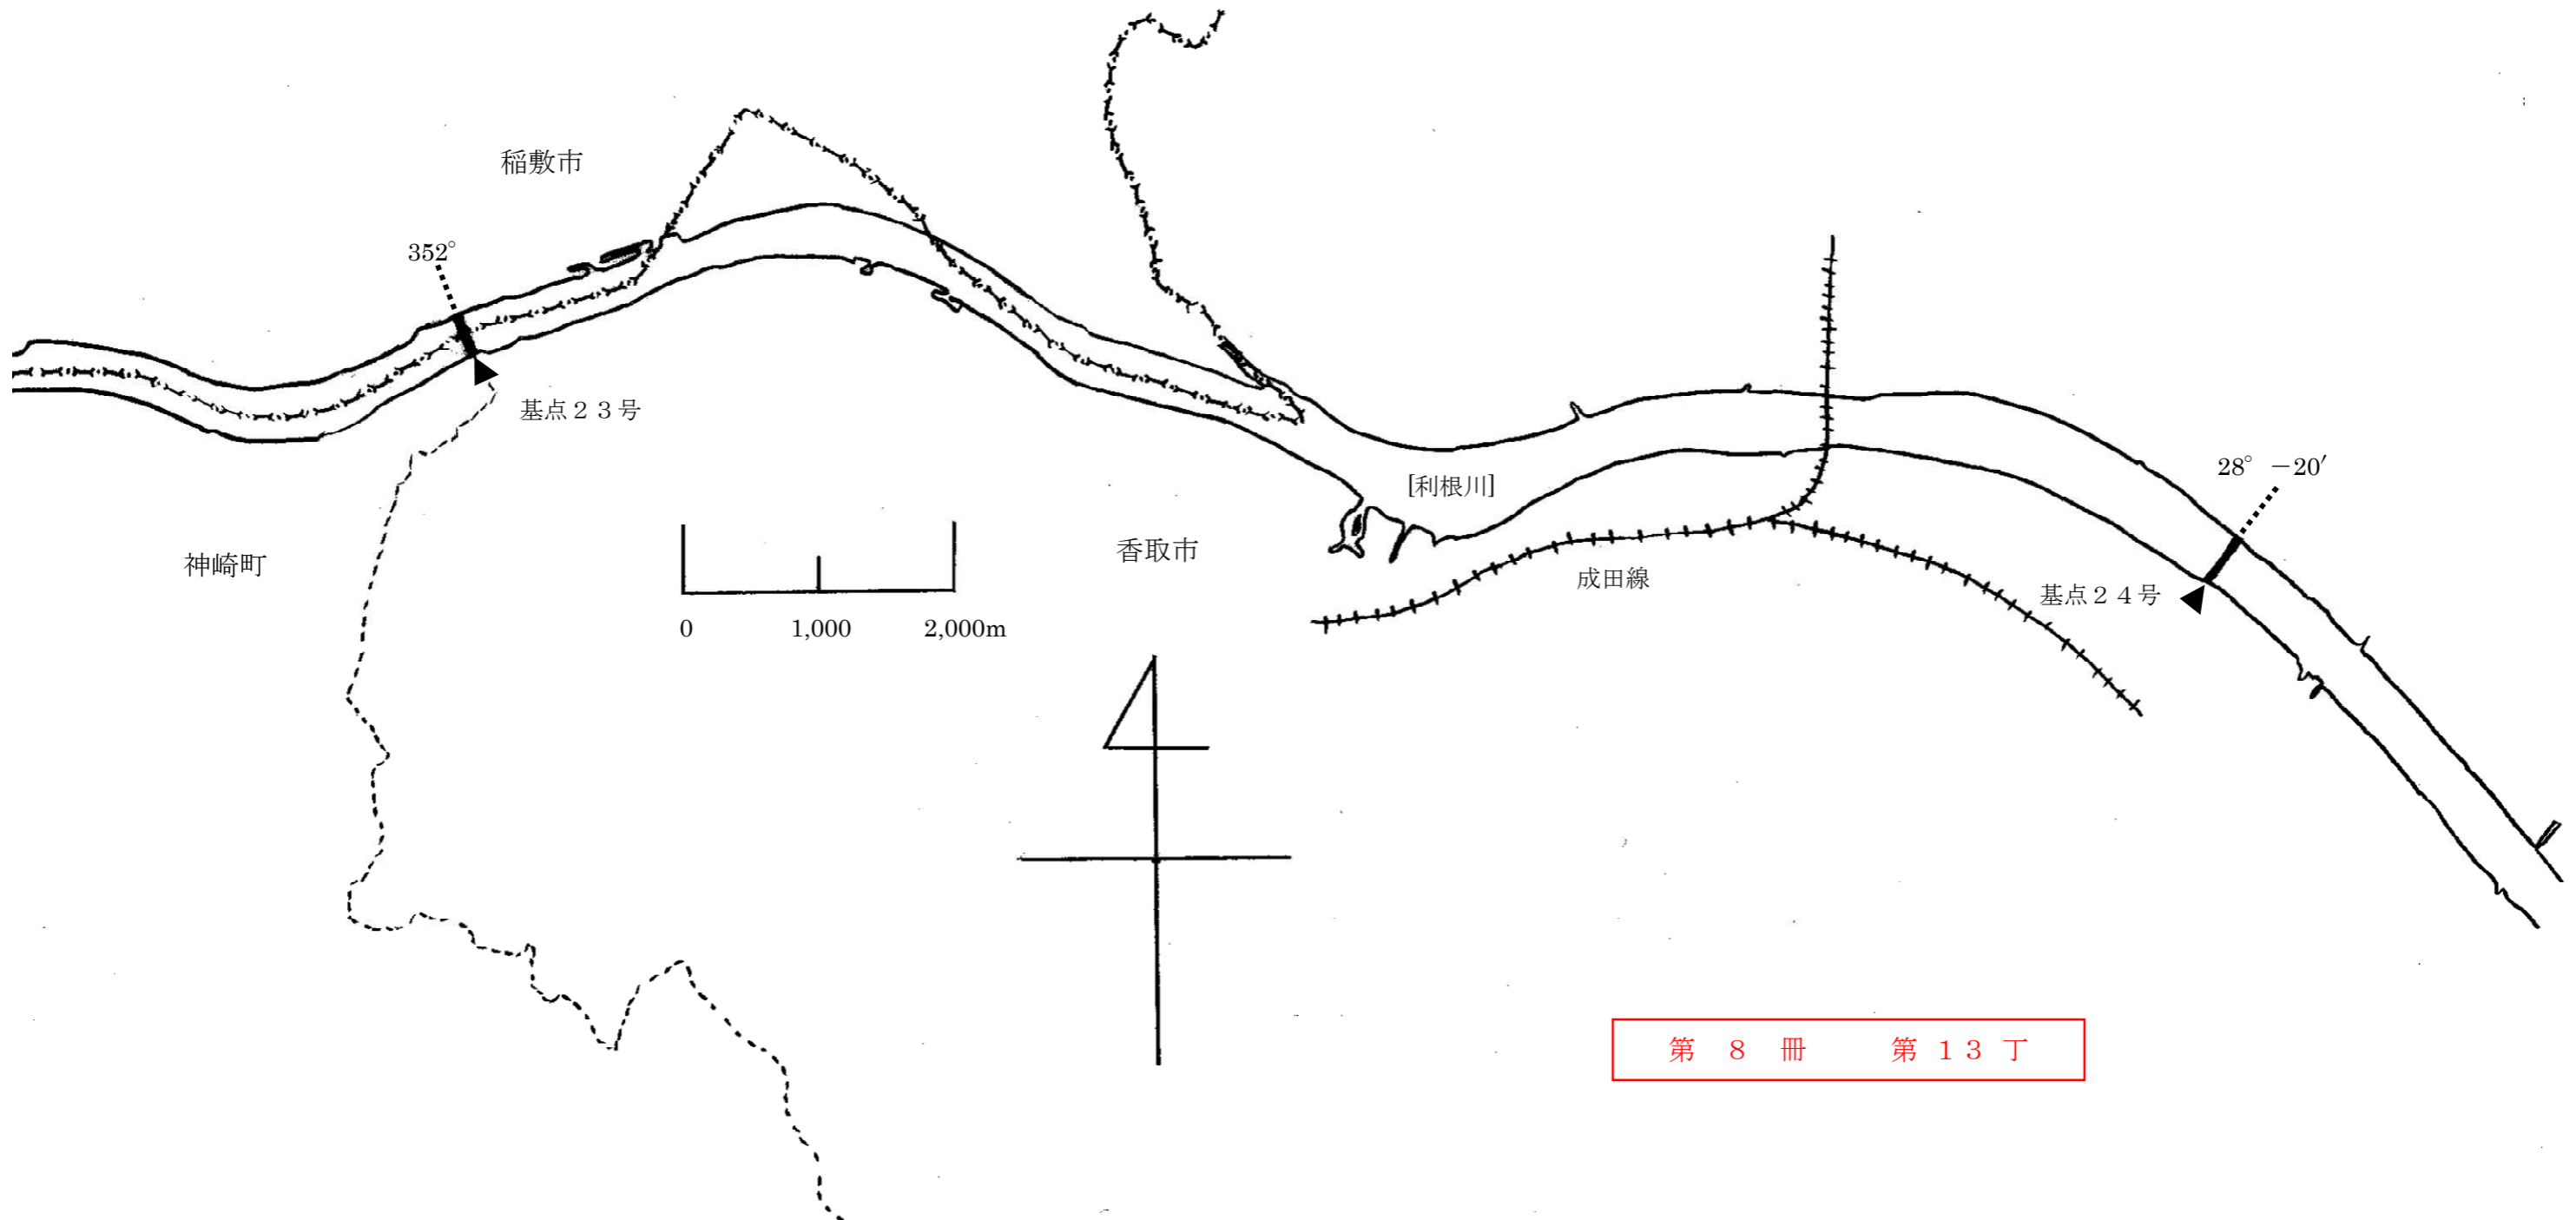 稲敷市
352°
基点２３号
[利根川]
28° －20′
神崎町
香取市
成田線
基点２４号
0 1,000 2,000m
第 ８ 冊 第 １３ 丁